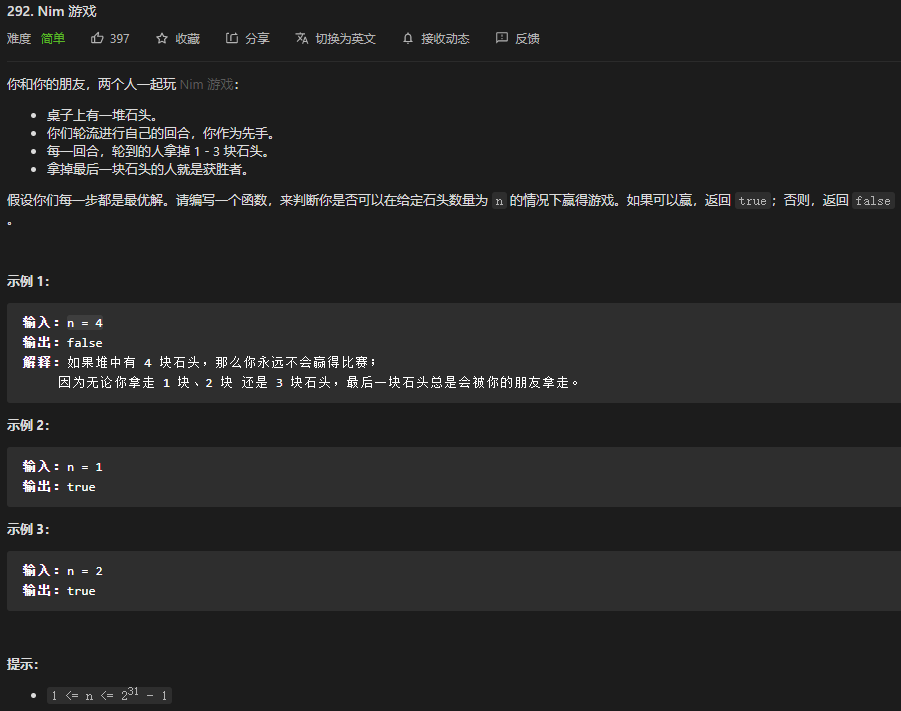 292. Nim 游戏
难度 简单 397 收藏 分享 切换为英文 接收动态 反馈
你和你的朋友，两个人一起玩 Nim 游戏：
桌子上有一堆石头。
你们轮流进行自己的回合，你作为先手。
每一回合，轮到的人拿掉 1 - 3 块石头。
拿掉最后一块石头的人就是获胜者。
假设你们每一步都是最优解。请编写一个函数，来判断你是否可以在给定石头数量为 n 的情况下赢得游戏。如果可以赢，返回 true；否则，返回 false
。
示例 1：
输入：n = 4
输出：false
解释：如果堆中有 4 块石头，那么你永远不会赢得比赛；
因为无论你拿走 1 块、2 块 还是 3 块石头，最后一块石头总是会被你的朋友拿走。
示例 2：
输入：n = 1
输出：true
示例 3：
输入：n = 2
输出：true
提示：
1 <= n <= 2³¹ - 1